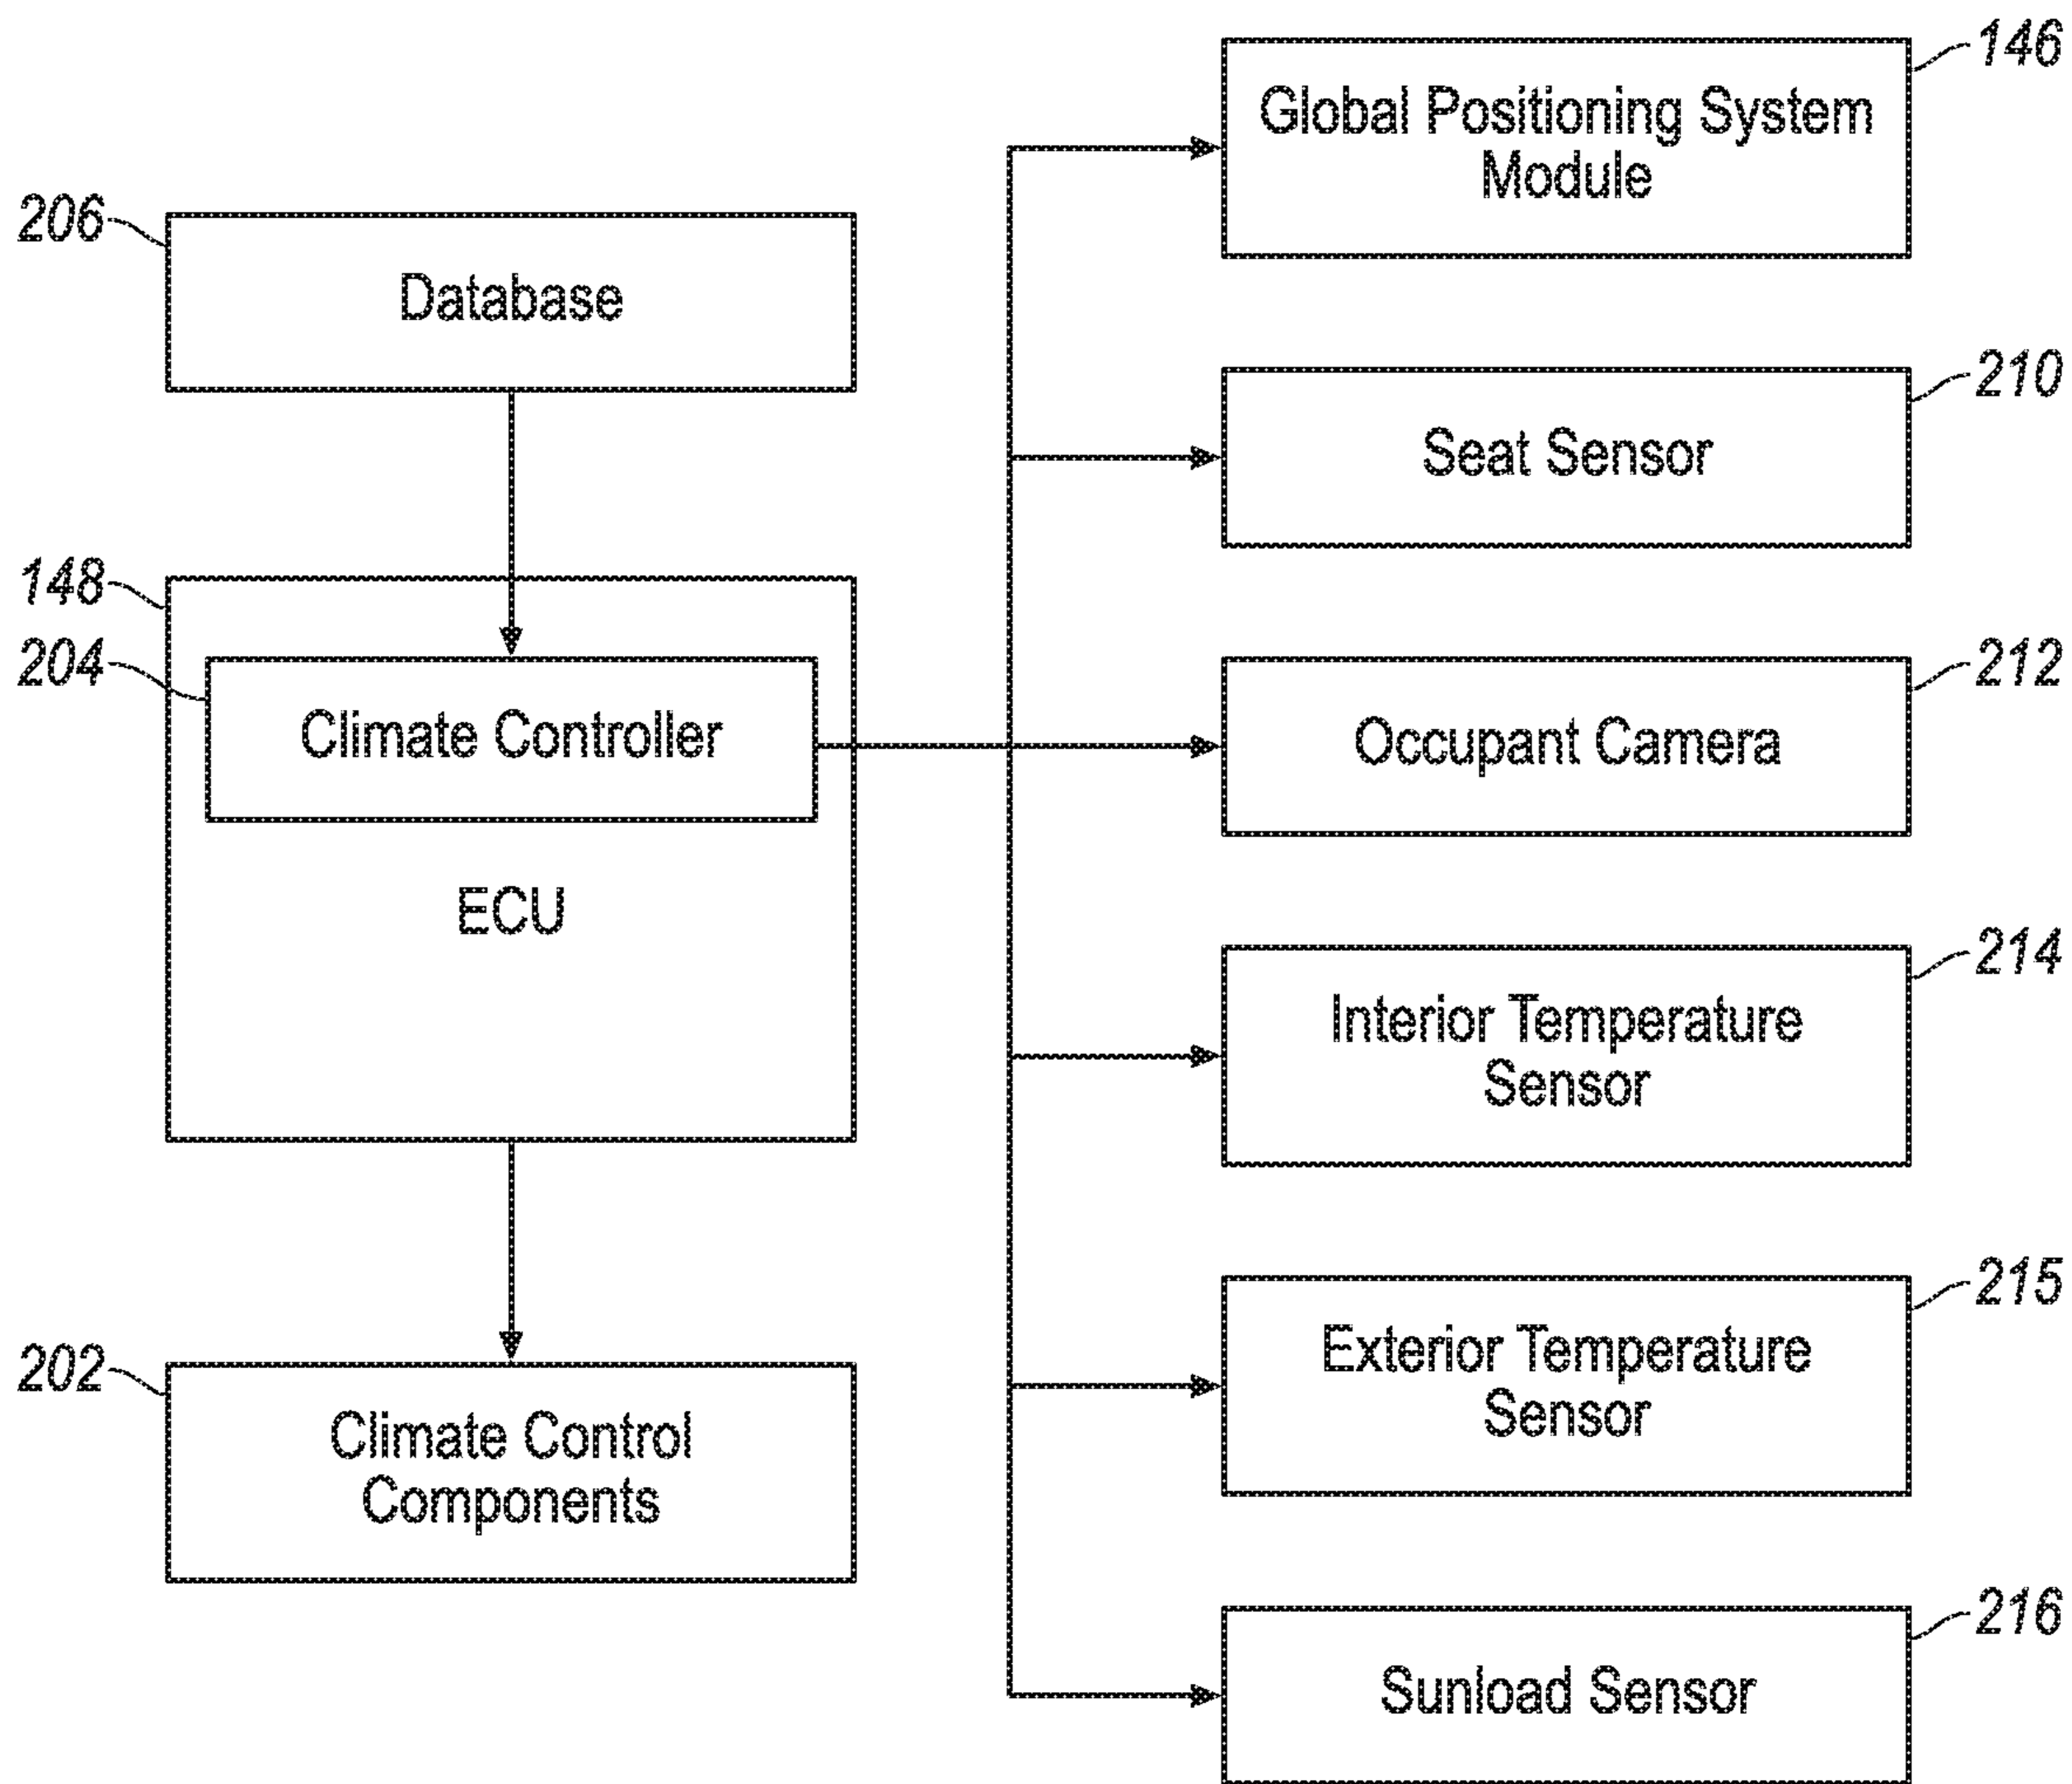 146
Global Positioning System
Module
206
Database
210
Seat Sensor
148
204
Climate Controller
ECU
212
Occupant Camera
214
Interior Temperature
Sensor
215
Exterior Temperature
Sensor
202
Climate Control
Components
216
Sunload Sensor